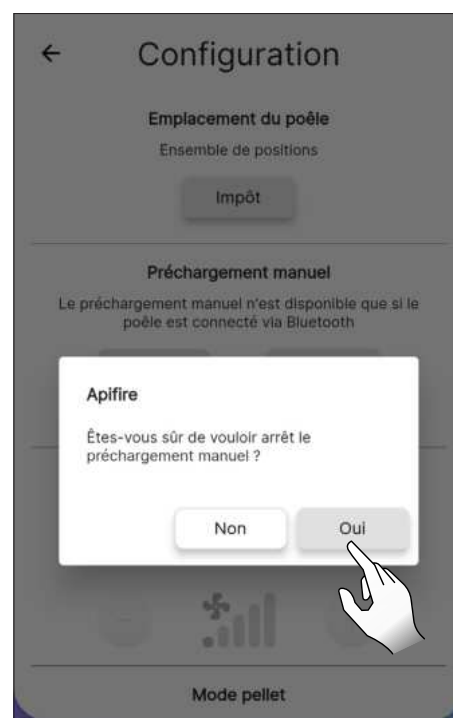 Configuration
Emplacement du poêle
Ensemble de positions
Impôt
Préchargement manuel
Le préchargement manuel n'est disponible que si le
poêle est connecté via Bluetooth
Apifire
Êtes-vous sûr de vouloir arrêt le
préchargement manuel ?
Non
Oui
Mode pellet